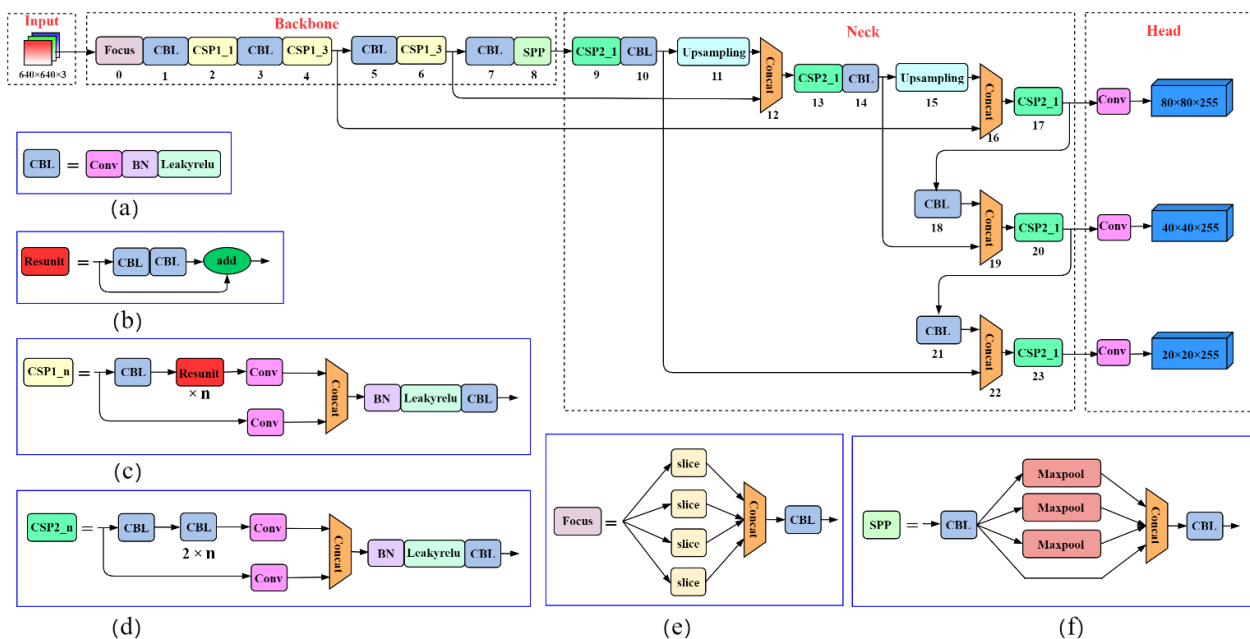 Input
Backbone
Neck
Head
640×640×3
Focus CBL CSP1_1 CBL CSP1_3 CBL CSP1_3 CBL SPP CSP2_1 CBL Upsampling
0 1 2 3 4 5 6 7 8 9 10 11
Concat
12
CSP2_1 CBL Upsampling
13 14 15
Concat
16
CSP2_1
17
Conv
80×80×255
CBL
18
Concat
19
CSP2_1
20
Conv
40×40×255
CBL
21
Concat
22
CSP2_1
23
Conv
20×20×255
CBL = Conv BN Leakyrelu
(a)
Resunit = CBL CBL add
(b)
CSP1_n = CBL Resunit Conv
× n
Conv
Concat
BN Leakyrelu CBL
(c)
CSP2_n = CBL CBL Conv
2 × n
Conv
Concat
BN Leakyrelu CBL
(d)
Focus =
slice
slice
slice
slice
Concat
CBL
(e)
SPP = CBL
Maxpool
Maxpool
Maxpool
Concat
CBL
(f)